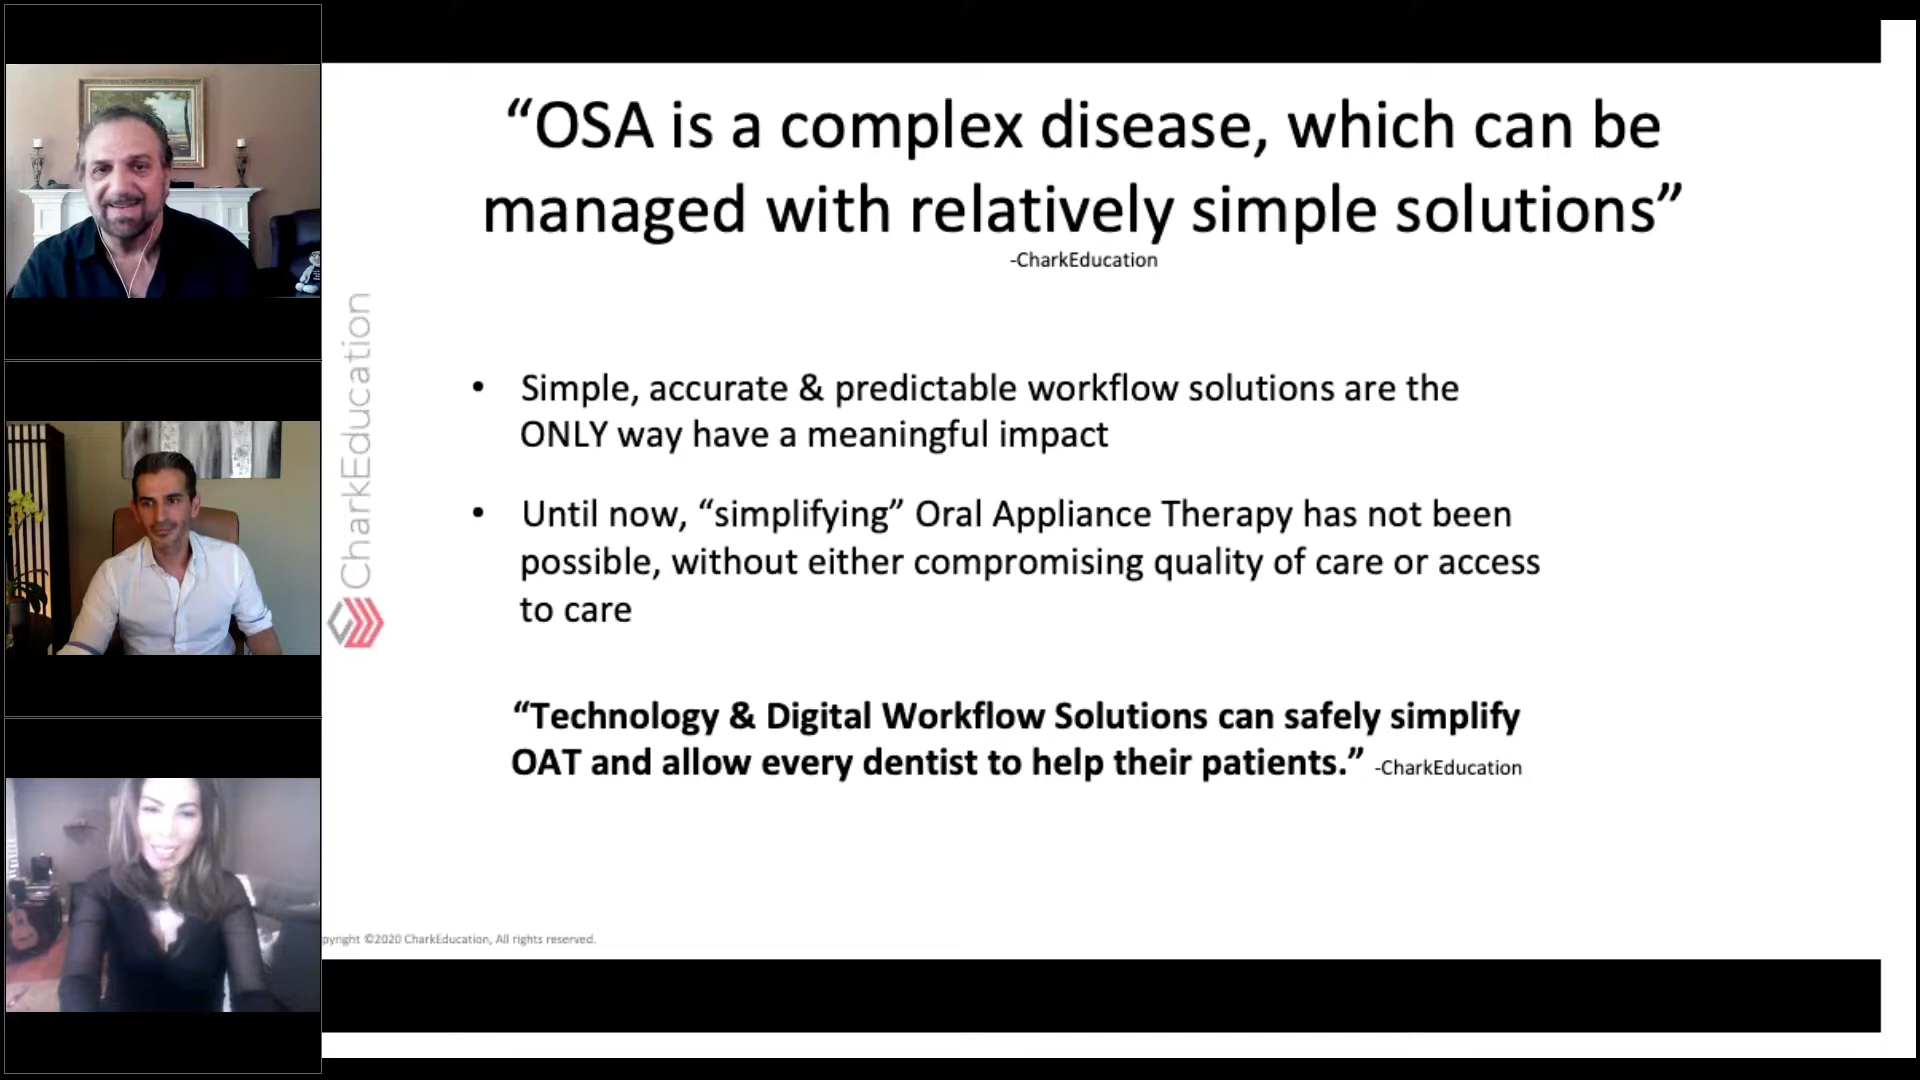 “OSA is a complex disease, which can be
managed with relatively simple solutions”
-CharkEducation
CharkEducation
• Simple, accurate & predictable workflow solutions are the
ONLY way have a meaningful impact
• Until now, “simplifying” Oral Appliance Therapy has not been
possible, without either compromising quality of care or access
to care
“Technology & Digital Workflow Solutions can safely simplify
OAT and allow every dentist to help their patients.” -CharkEducation
pyright ©2020 CharkEducation, All rights reserved.